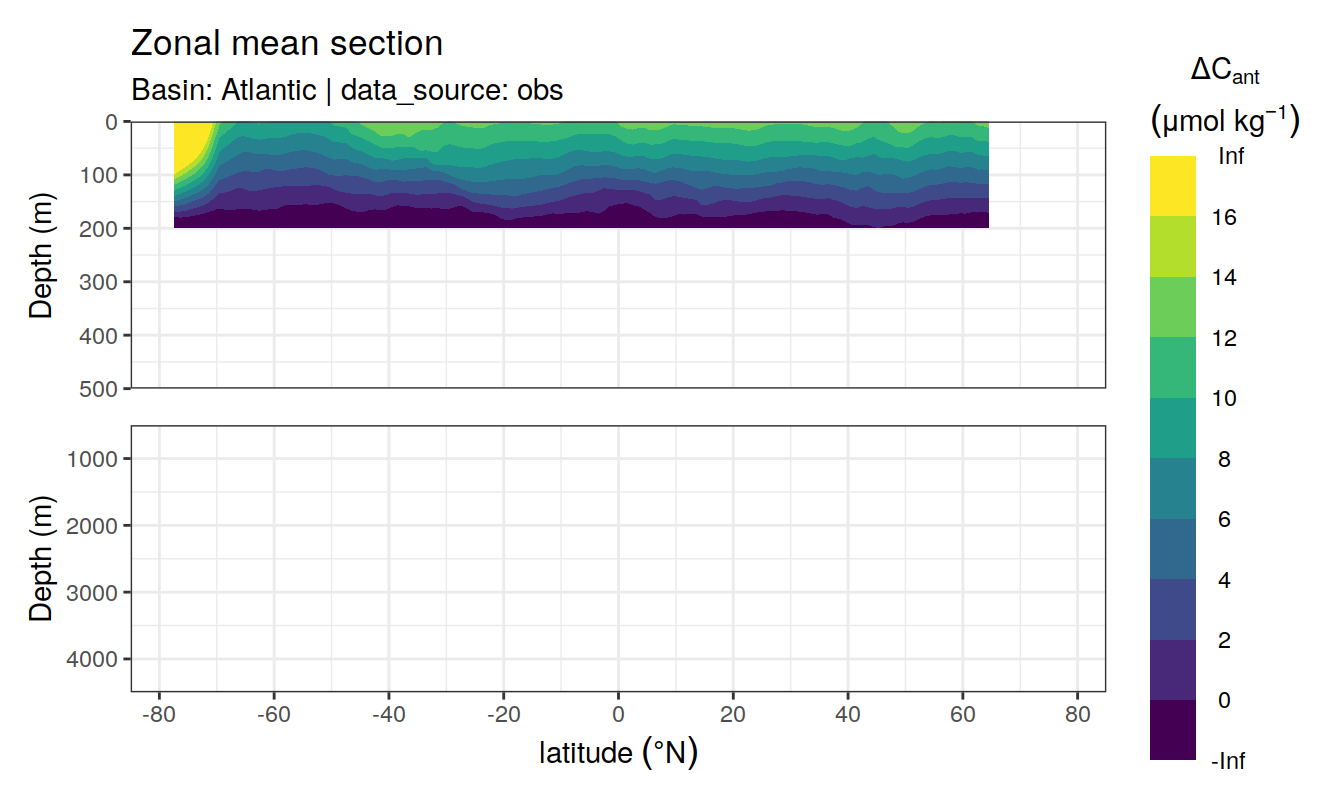 Zonal mean section
Basin: Atlantic | data_source: obs
Depth (m)
0
100
200
300
400
500
Depth (m)
1000
2000
3000
4000
-80 -60 -40 -20 0 20 40 60 80
latitude (°N)
ΔCant
(μmol kg⁻¹)
Inf
16
14
12
10
8
6
4
2
0
-Inf